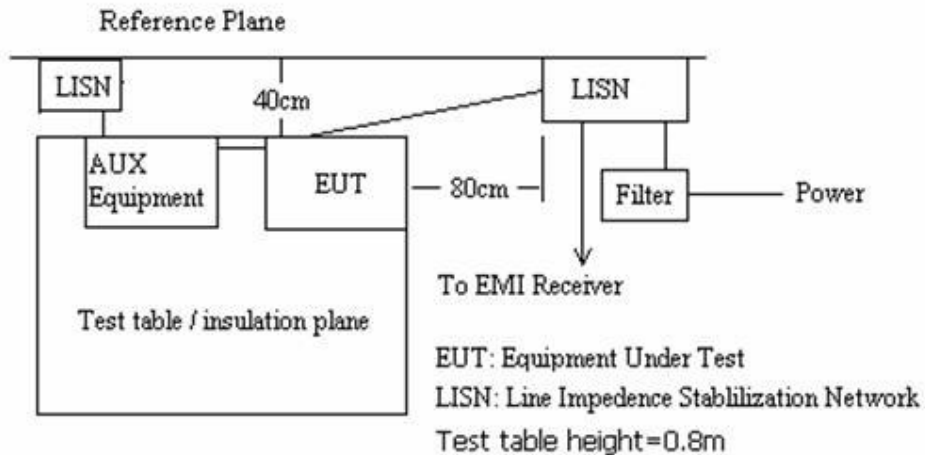 Reference Plane
LISN
40cm
LISN
AUX
Equipment
EUT
80cm
Filter
Power
To EMI Receiver
Test table / insulation plane
EUT: Equipment Under Test
LISN: Line Impedence Stablilization Network
Test table height=0.8m